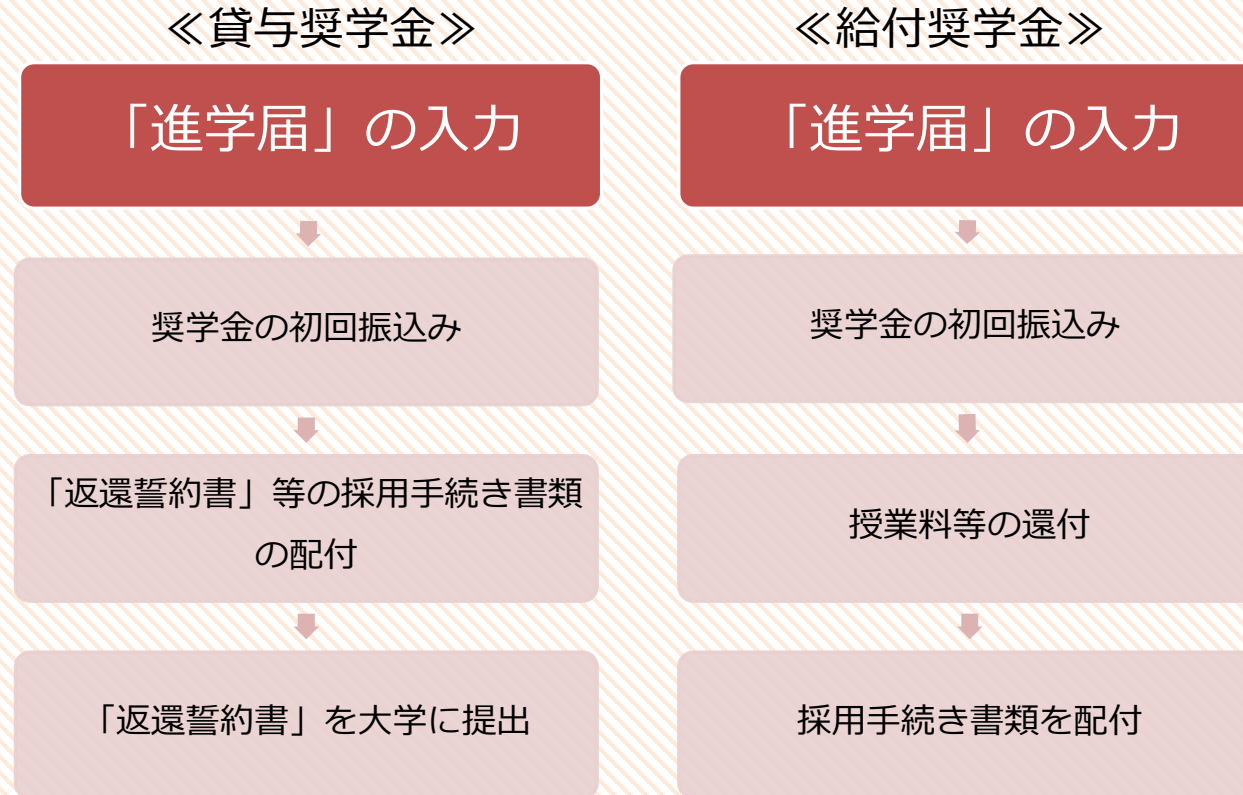 ≪貸与奨学金≫
「進学届」の入力
奨学金の初回振込み
「返還誓約書」等の採用手続き書類
の配付
「返還誓約書」を大学に提出
≪給付奨学金≫
「進学届」の入力
奨学金の初回振込み
授業料等の還付
採用手続き書類を配付